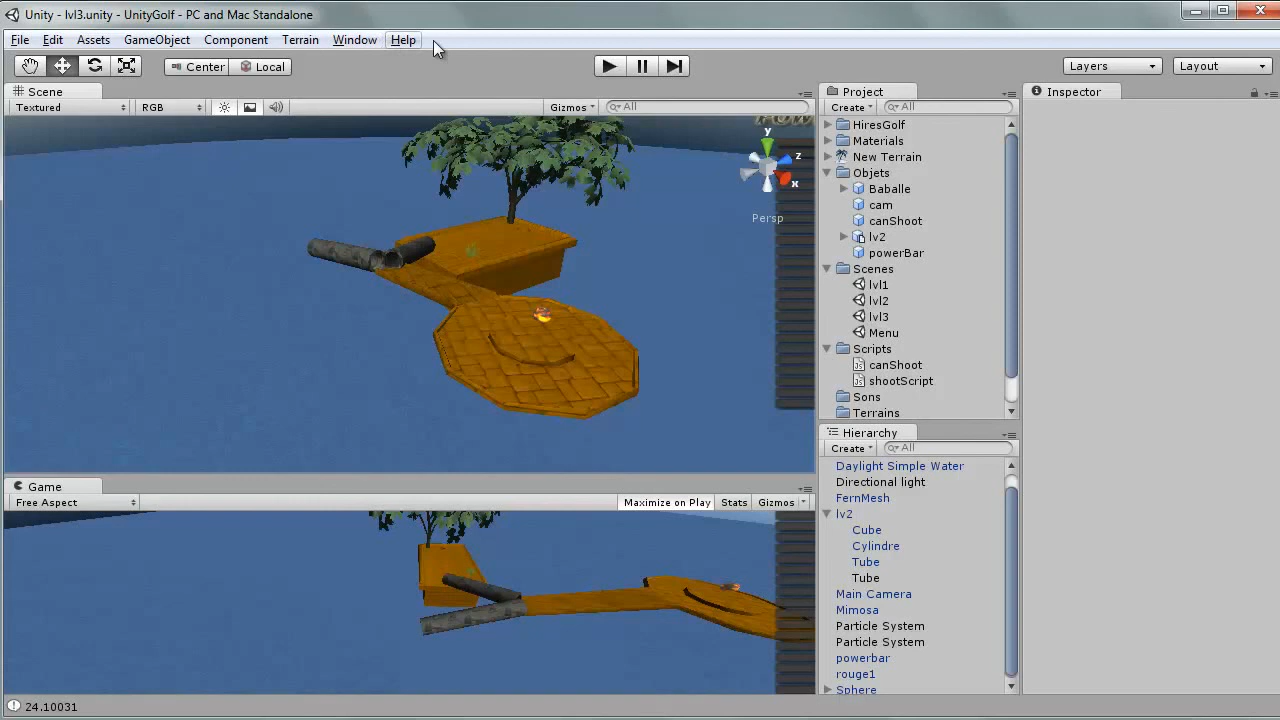 Unity - lvl3.unity - UnityGolf - PC and Mac Standalone
File Edit Assets GameObject Component Terrain Window Help
Center Local Layers Layout
Scene
Textured RGB Gizmos All
y
z
x
Persp
Game
Free Aspect Maximize on Play Stats Gizmos
Project
Create All
HiresGolf
Materials
New Terrain
Objets
Baballe
cam
canShoot
lv2
powerBar
Scenes
lvl1
lvl2
lvl3
Menu
Scripts
canShoot
shootScript
Sons
Terrains
Hierarchy
Create All
Daylight Simple Water
Directional light
FernMesh
lv2
Cube
Cylindre
Tube
Tube
Main Camera
Mimosa
Particle System
Particle System
powerbar
rouge1
Sphere
Inspector
24.10031